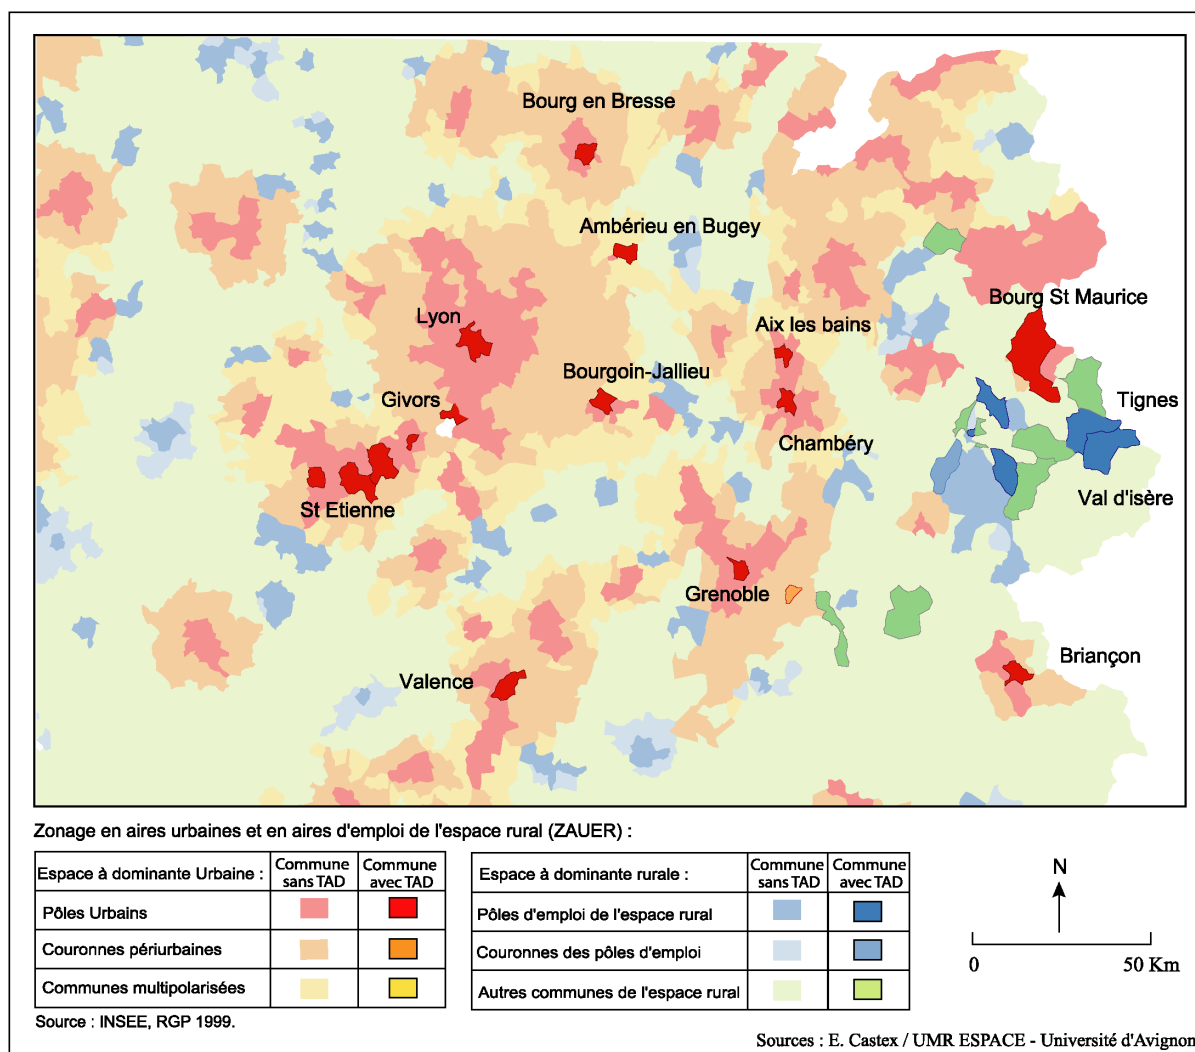 Bourg en Bresse
Ambérieu en Bugey
Bourg St Maurice
Lyon
Aix les bains
Bourgoin-Jallieu
Givors
Tignes
Chambéry
Val d'isère
St Etienne
Grenoble
Briançon
Valence
Zonage en aires urbaines et en aires d'emploi de l'espace rural (ZAUER) :
Espace à dominante Urbaine :
Commune
sans TAD
Commune
avec TAD
Pôles Urbains
Couronnes périurbaines
Communes multipolarisées
Source : INSEE, RGP 1999.
Espace à dominante rurale :
Commune
sans TAD
Commune
avec TAD
Pôles d'emploi de l'espace rural
Couronnes des pôles d'emploi
Autres communes de l'espace rural
N
0 50 Km
Sources : E. Castex / UMR ESPACE - Université d'Avignon